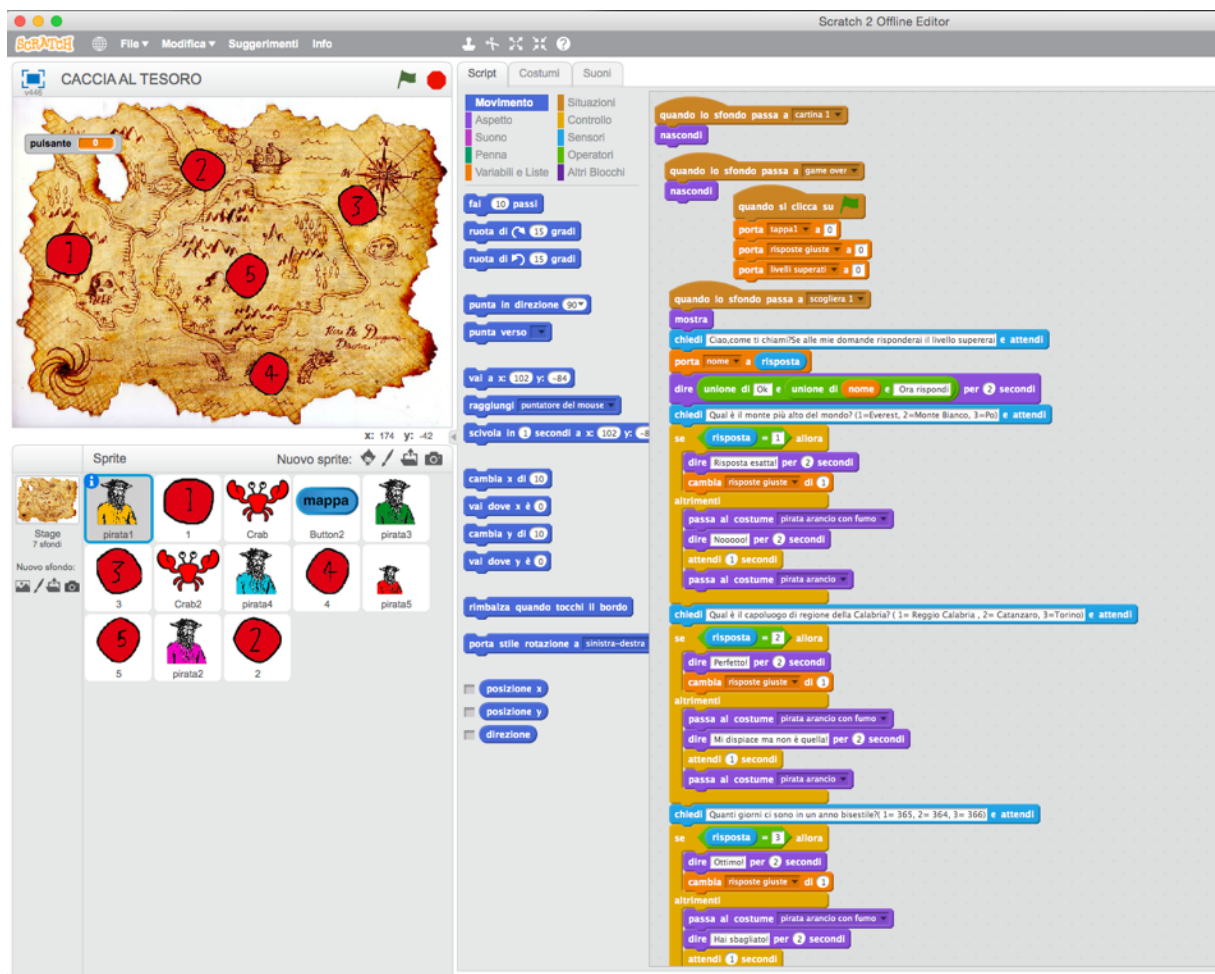 Scratch 2 Offline Editor
SCRATCH File Modifica Suggerimenti Info
v446 CACCIA AL TESORO
pulsante 0
1
2
3
4
5
N
S
x: 174 y: -42
Sprite Nuovo sprite:
Stage
7 sfondi
Nuovo sfondo:
pirata1
1
1
Crab
mappa
Button2
pirata3
3
3
Crab2
pirata4
4
4
pirata5
5
5
pirata2
2
2
Script Costumi Suoni
Movimento Situazioni
Aspetto Controllo
Suono Sensori
Penna Operatori
Variabili e Liste Altri Blocchi
fai 10 passi
ruota di 15 gradi
ruota di 15 gradi
punta in direzione 90
punta verso
vai a x: 102 y: -84
raggiungi puntatore del mouse
scivola in 1 secondi a x: 102 y: -8
cambia x di 10
vai dove x è 0
cambia y di 10
vai dove y è 0
rimbalza quando tocchi il bordo
porta stile rotazione a sinistra-destra
posizione x
posizione y
direzione
quando lo sfondo passa a cartina 1
nascondi
quando lo sfondo passa a game over
nascondi
quando si clicca su
porta tappa1 a 0
porta risposte giuste a 0
porta livelli superati a 0
quando lo sfondo passa a scogliera 1
mostra
chiedi Ciao,come ti chiami?Se alle mie domande risponderai il livello supererai e attendi
porta nome a risposta
dire unione di Ok e unione di nome e Ora rispondi per 2 secondi
chiedi Qual è il monte più alto del mondo? (1=Everest, 2=Monte Bianco, 3=Po) e attendi
se risposta = 1 allora
dire Risposta esatta! per 2 secondi
cambia risposte giuste di 1
altrimenti
passa al costume pirata arancio con fumo
dire Nooooo! per 2 secondi
attendi 1 secondi
passa al costume pirata arancio
chiedi Qual è il capoluogo di regione della Calabria? ( 1= Reggio Calabria , 2= Catanzaro, 3=Torino) e attendi
se risposta = 2 allora
dire Perfetto! per 2 secondi
cambia risposte giuste di 1
altrimenti
passa al costume pirata arancio con fumo
dire Mi dispiace ma non è quella! per 2 secondi
attendi 1 secondi
passa al costume pirata arancio
chiedi Quanti giorni ci sono in un anno bisestile?( 1= 365, 2= 364, 3= 366) e attendi
se risposta = 3 allora
dire Ottimo! per 2 secondi
cambia risposte giuste di 1
altrimenti
passa al costume pirata arancio con fumo
dire Hai sbagliato! per 2 secondi
attendi 1 secondi